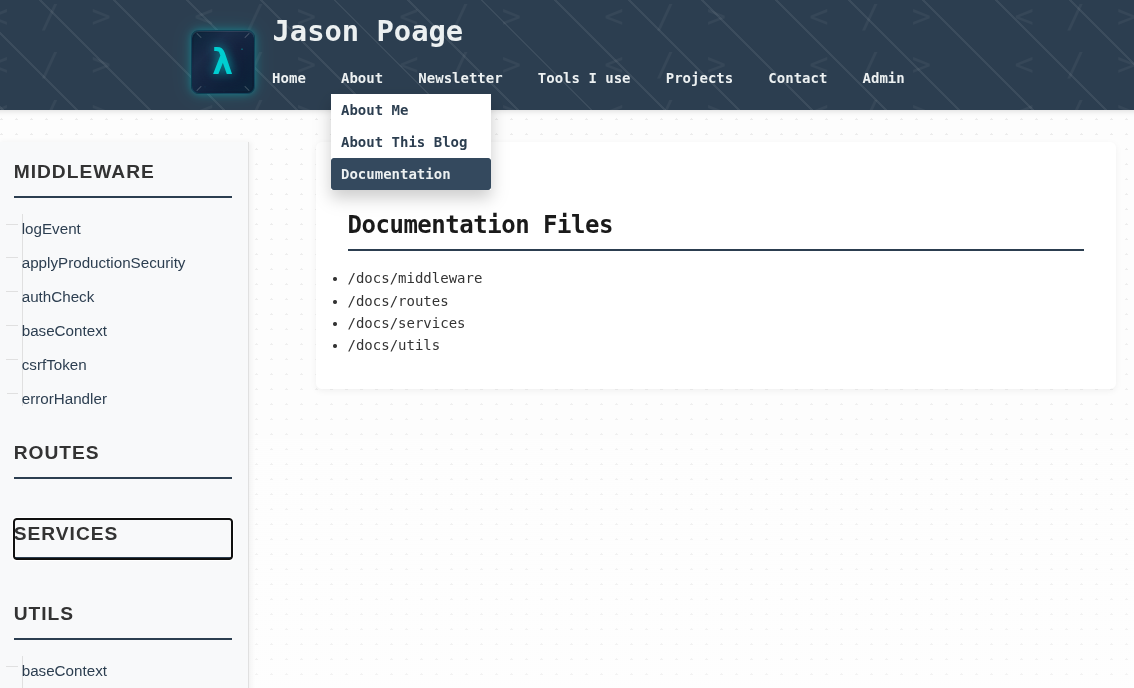 Jason Poage
λ
Home About Newsletter Tools I use Projects Contact Admin
About Me
About This Blog
Documentation
MIDDLEWARE
logEvent
applyProductionSecurity
authCheck
baseContext
csrfToken
errorHandler
ROUTES
SERVICES
UTILS
baseContext
Documentation Files
• /docs/middleware
• /docs/routes
• /docs/services
• /docs/utils